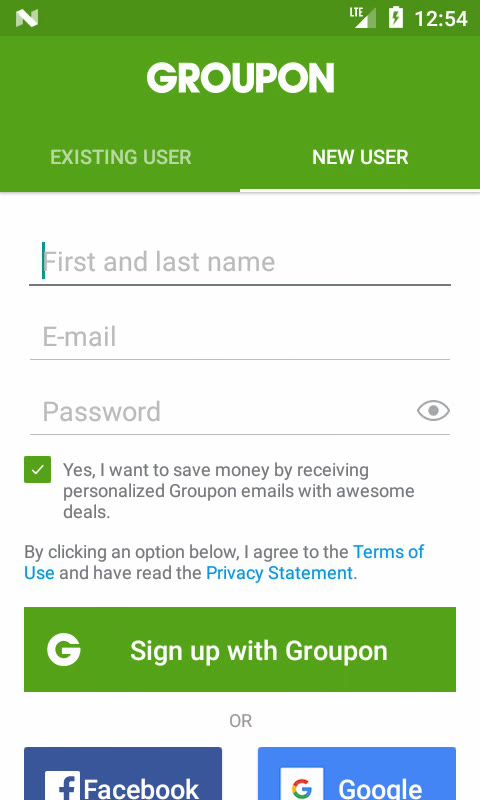 LTE 12:54
GROUPON
EXISTING USER NEW USER
First and last name
E-mail
Password
Yes, I want to save money by receiving
personalized Groupon emails with awesome
deals.
By clicking an option below, I agree to the Terms of
Use and have read the Privacy Statement.
G Sign up with Groupon
OR
f Facebook G Google